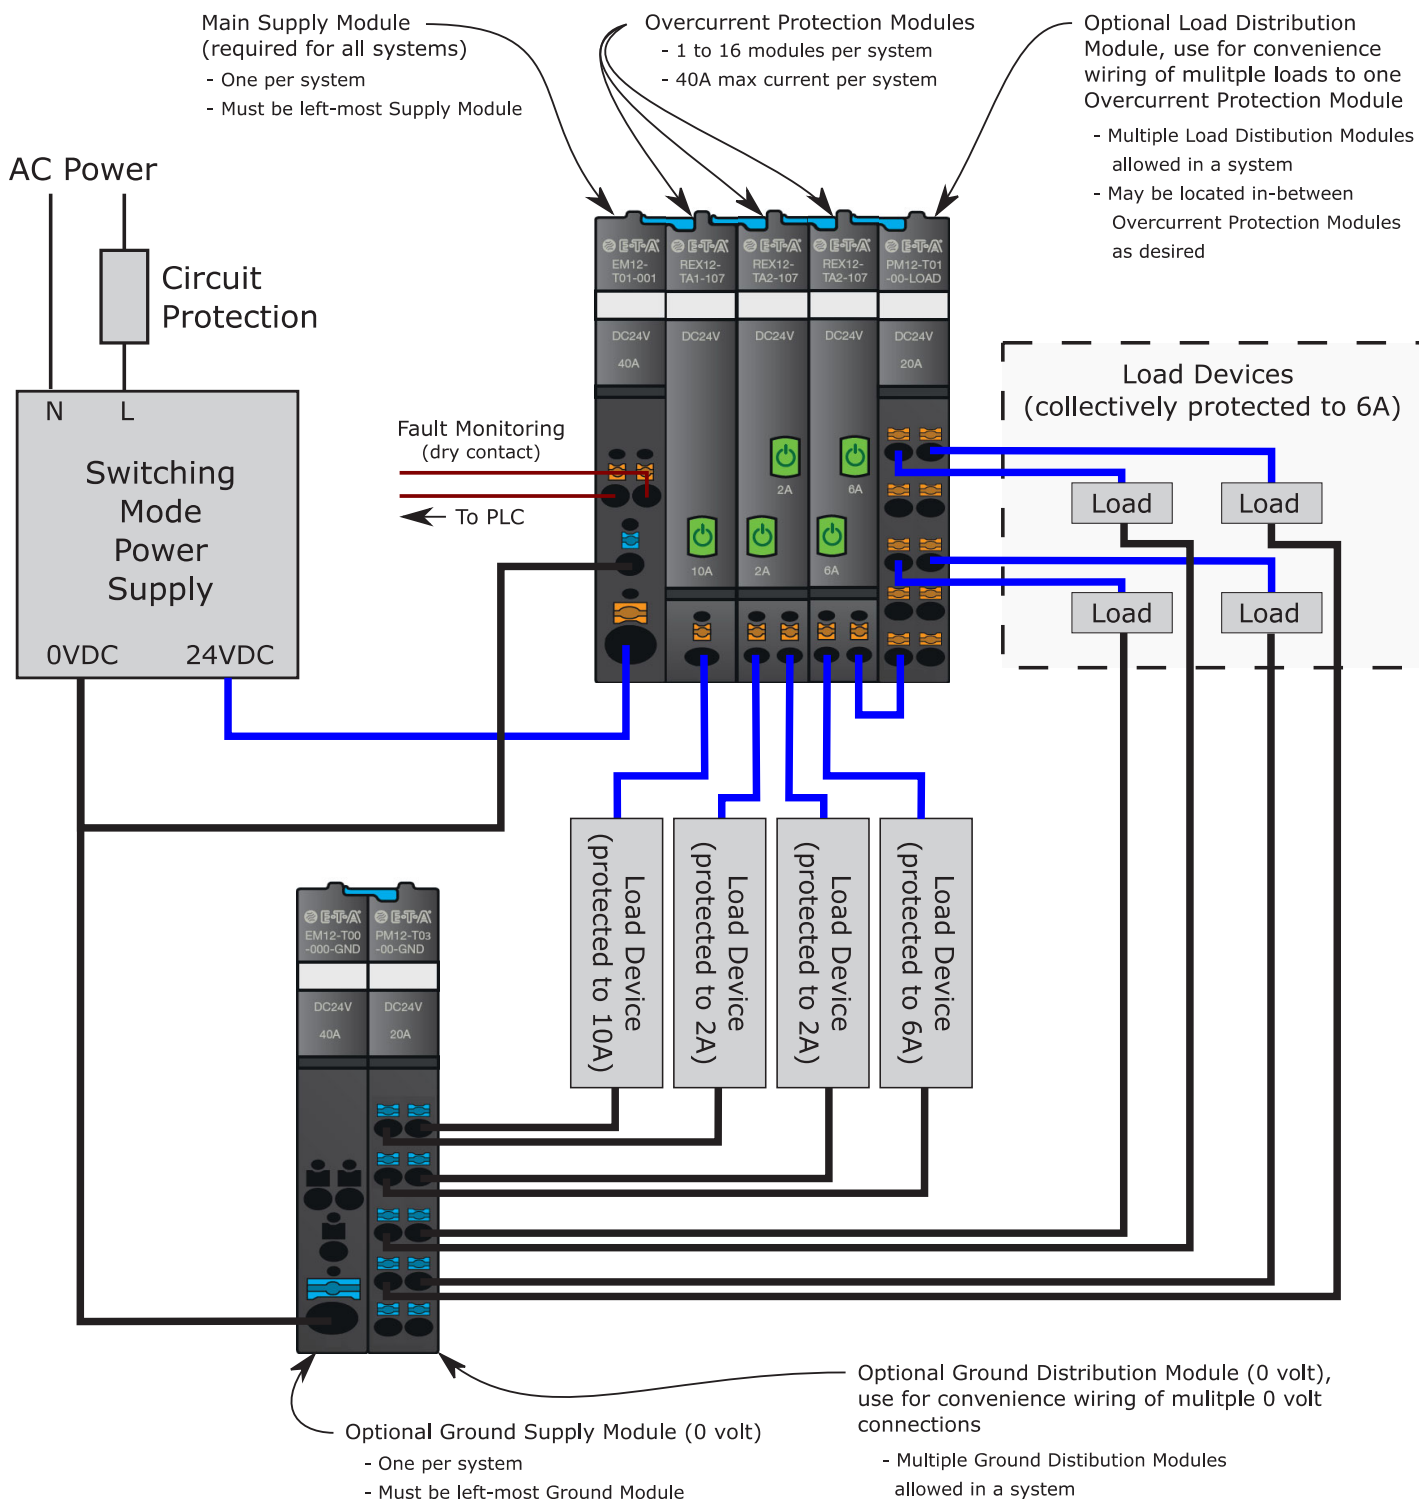 Main Supply Module
(required for all systems)
- One per system
- Must be left-most Supply Module
Overcurrent Protection Modules
- 1 to 16 modules per system
- 40A max current per system
Optional Load Distribution
Module, use for convenience
wiring of mulitple loads to one
Overcurrent Protection Module
- Multiple Load Distibution Modules
allowed in a system
- May be located in-between
Overcurrent Protection Modules
as desired
AC Power
Circuit
Protection
N L
Switching
Mode
Power
Supply
0VDC 24VDC
Fault Monitoring
(dry contact)
To PLC
E-T-A
EM12-
T01-001
DC24V
40A
E-T-A
REX12-
TA1-107
DC24V
10A
E-T-A
REX12-
TA2-107
DC24V
2A
2A
E-T-A
REX12-
TA2-107
DC24V
6A
6A
E-T-A
PM12-T01
-00-LOAD
DC24V
20A
Load Devices
(collectively protected to 6A)
Load
Load
Load
Load
Load Device
(protected to 10A)
Load Device
(protected to 2A)
Load Device
(protected to 2A)
Load Device
(protected to 6A)
E-T-A
EM12-T00
-000-GND
DC24V
40A
E-T-A
PM12-T03
-00-GND
DC24V
20A
Optional Ground Supply Module (0 volt)
- One per system
- Must be left-most Ground Module
Optional Ground Distribution Module (0 volt),
use for convenience wiring of mulitple 0 volt
connections
- Multiple Ground Distibution Modules
allowed in a system